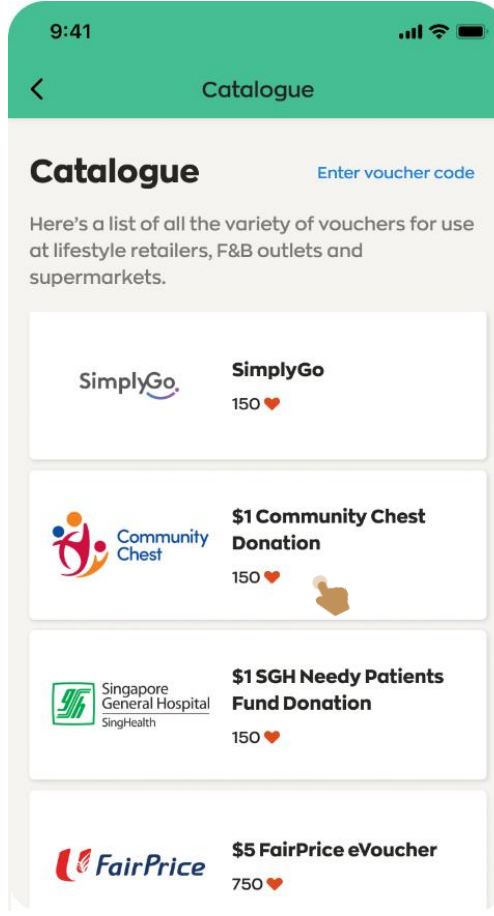 9:41
Catalogue
Catalogue
Enter voucher code
Here's a list of all the variety of vouchers for use
at lifestyle retailers, F&B outlets and
supermarkets.
SimplyGo.
SimplyGo
150
Community
Chest
$1 Community Chest
Donation
150
Singapore
General Hospital
SingHealth
$1 SGH Needy Patients
Fund Donation
150
FairPrice
$5 FairPrice eVoucher
750